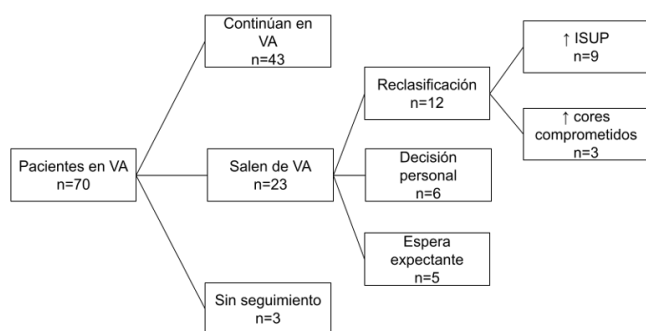 Continúan en
VA
n=43
↑ ISUP
n=9
Reclasificación
n=12
↑ cores
comprometidos
n=3
Pacientes en VA
n=70
Salen de VA
n=23
Decisión
personal
n=6
Espera
expectante
n=5
Sin seguimiento
n=3